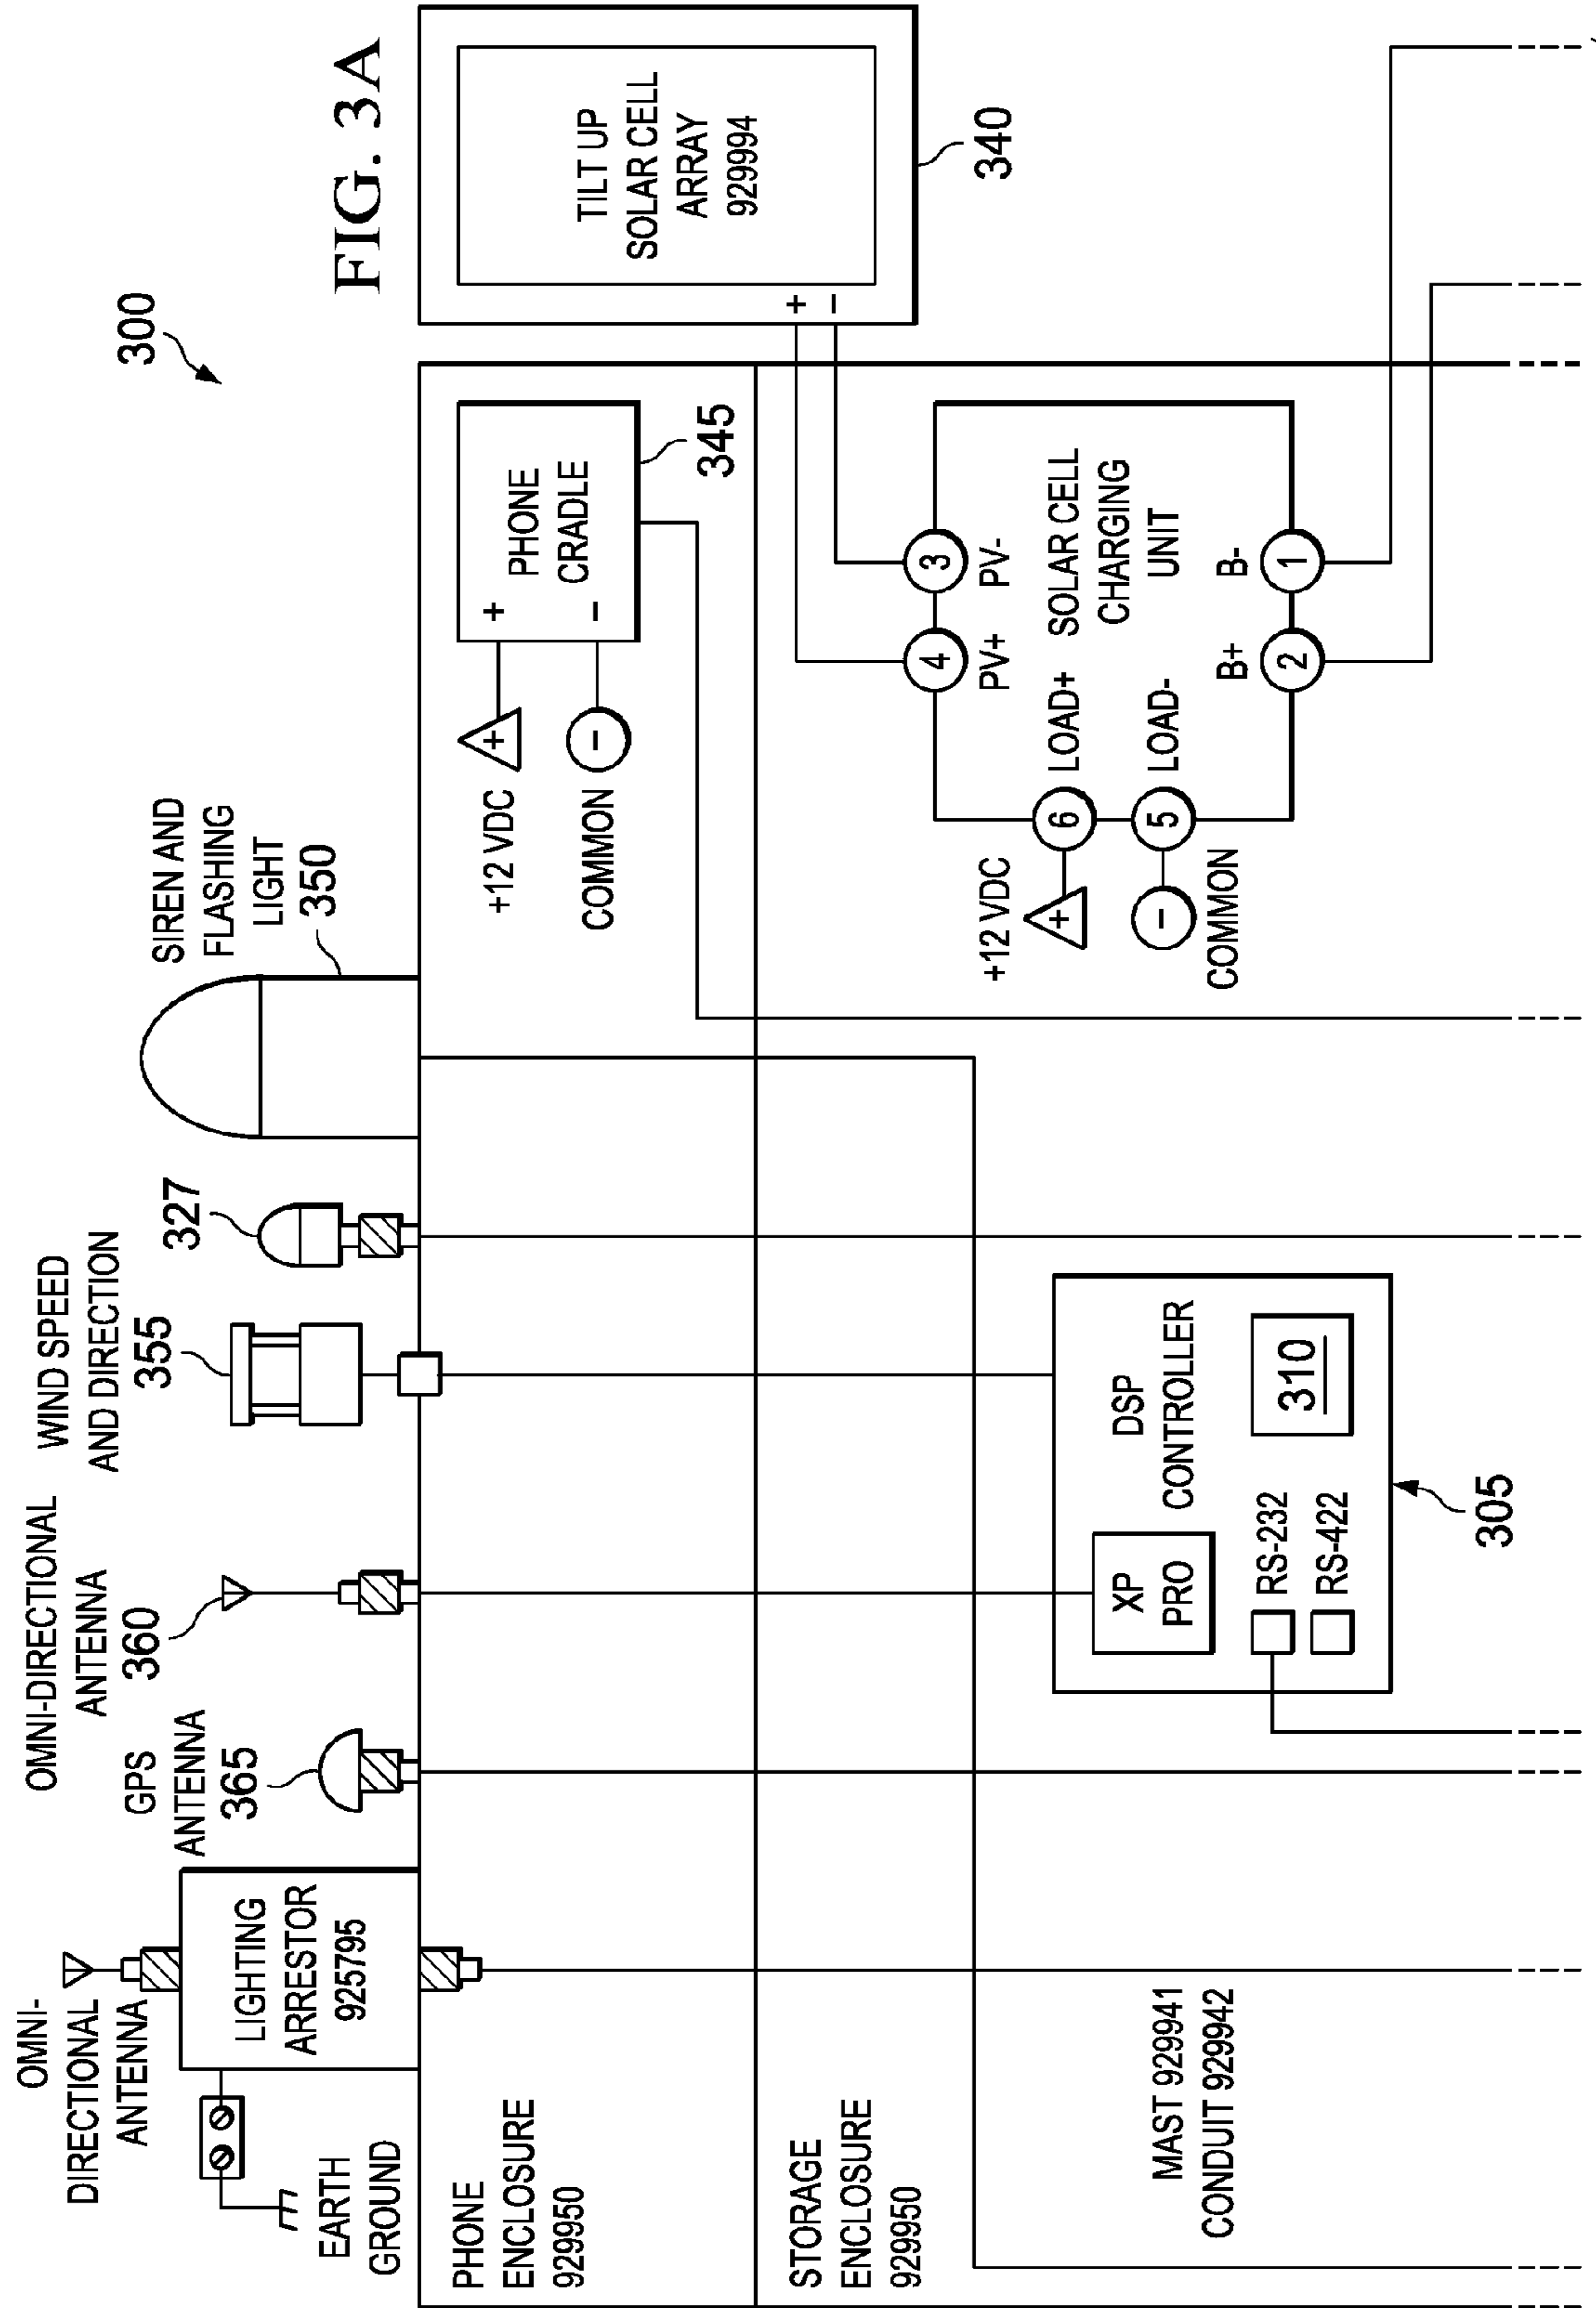 FIG. 3A
300
OMNI-
DIRECTIONAL
ANTENNA
LIGHTING
ARRESTOR
925795
EARTH
GROUND
GPS
ANTENNA
365
OMNI-DIRECTIONAL
ANTENNA
360
WIND SPEED
AND DIRECTION
355
327
SIREN AND
FLASHING
LIGHT
350
TILT UP
SOLAR CELL
ARRAY
929994
+
−
340
PHONE
ENCLOSURE
929950
+12 VDC
+
COMMON
−
+
−
PHONE
CRADLE
345
STORAGE
ENCLOSURE
929950
MAST 929941
CONDUIT 929942
XP
PRO
DSP
CONTROLLER
RS-232
RS-422
310
305
+12 VDC
+
COMMON
−
6
LOAD+
5
LOAD-
4
PV+
3
PV-
SOLAR CELL
CHARGING
UNIT
B+
2
B-
1